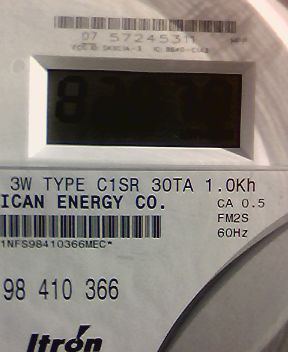 07 57245311
3W TYPE C1SR 30TA 1.0Kh
ICAN ENERGY CO.
CA 0.5
FM2S
60Hz
1NFS98410366MEC*
98 410 366
Itron